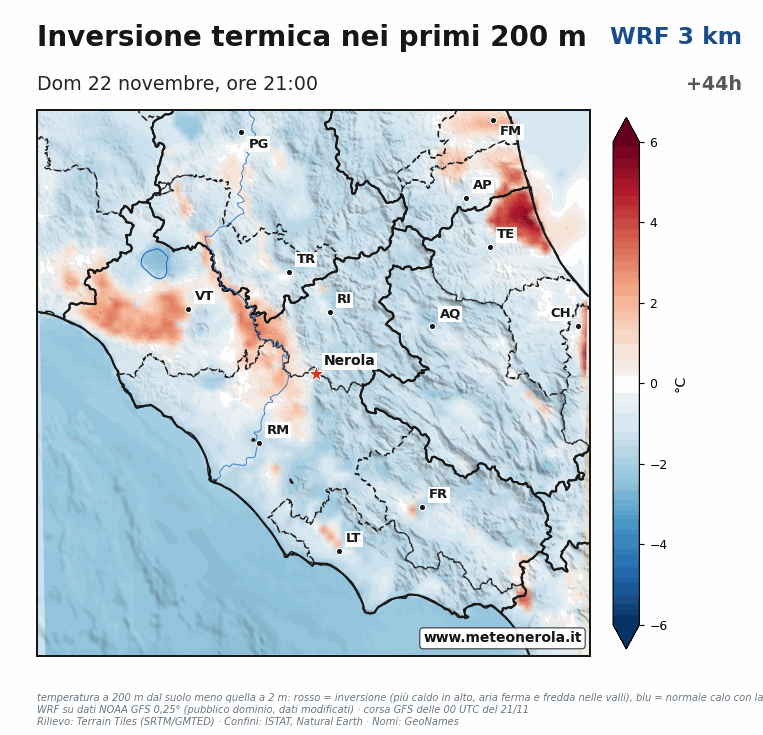 Inversione termica nei primi 200 m WRF 3 km
Dom 22 novembre, ore 21:00 +44h
FM
PG
AP
TE
TR
VT
RI
AQ
CH
Nerola
RM
FR
LT
www.meteonerola.it
6
4
2
0
−2
−4
−6
°C
temperatura a 200 m dal suolo meno quella a 2 m: rosso = inversione (più caldo in alto, aria ferma e fredda nelle valli), blu = normale calo con la
WRF su dati NOAA GFS 0,25° (pubblico dominio, dati modificati) · corsa GFS delle 00 UTC del 21/11
Rilievo: Terrain Tiles (SRTM/GMTED) · Confini: ISTAT, Natural Earth · Nomi: GeoNames